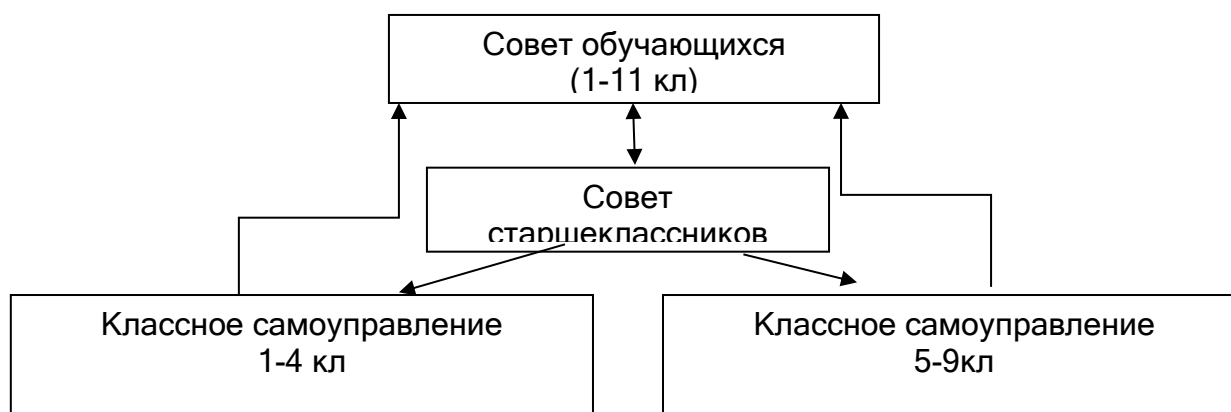 Совет обучающихся
(1-11 кл)
Совет
старшеклассников
Классное самоуправление
1-4 кл
Классное самоуправление
5-9кл